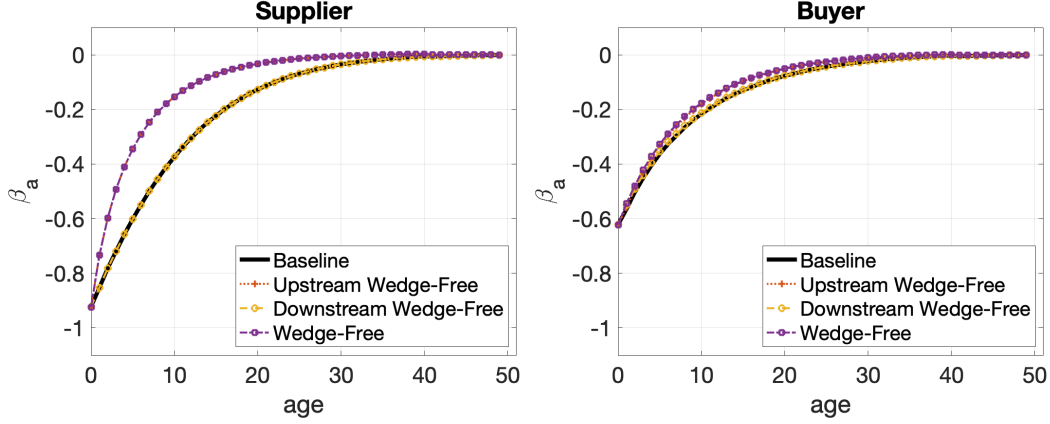 Supplier
0
-0.2
-0.4
-0.6
-0.8
-1
βa
Baseline
Upstream Wedge-Free
Downstream Wedge-Free
Wedge-Free
0 10 20 30 40 50
age
Buyer
0
-0.2
-0.4
-0.6
-0.8
-1
βa
Baseline
Upstream Wedge-Free
Downstream Wedge-Free
Wedge-Free
0 10 20 30 40 50
age